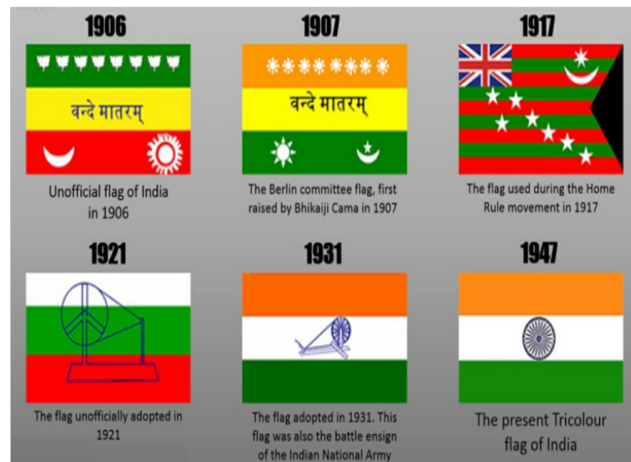 1906
1907
1917
वन्दे मातरम्
वन्दे मातरम्
Unofficial flag of India
in 1906
The Berlin committee flag, first
raised by Bhikaiji Cama in 1907
The flag used during the Home
Rule movement in 1917
1921
1931
1947
The flag unofficially adopted in
1921
The flag adopted in 1931. This
flag was also the battle ensign
of the Indian National Army
The present Tricolour
flag of India